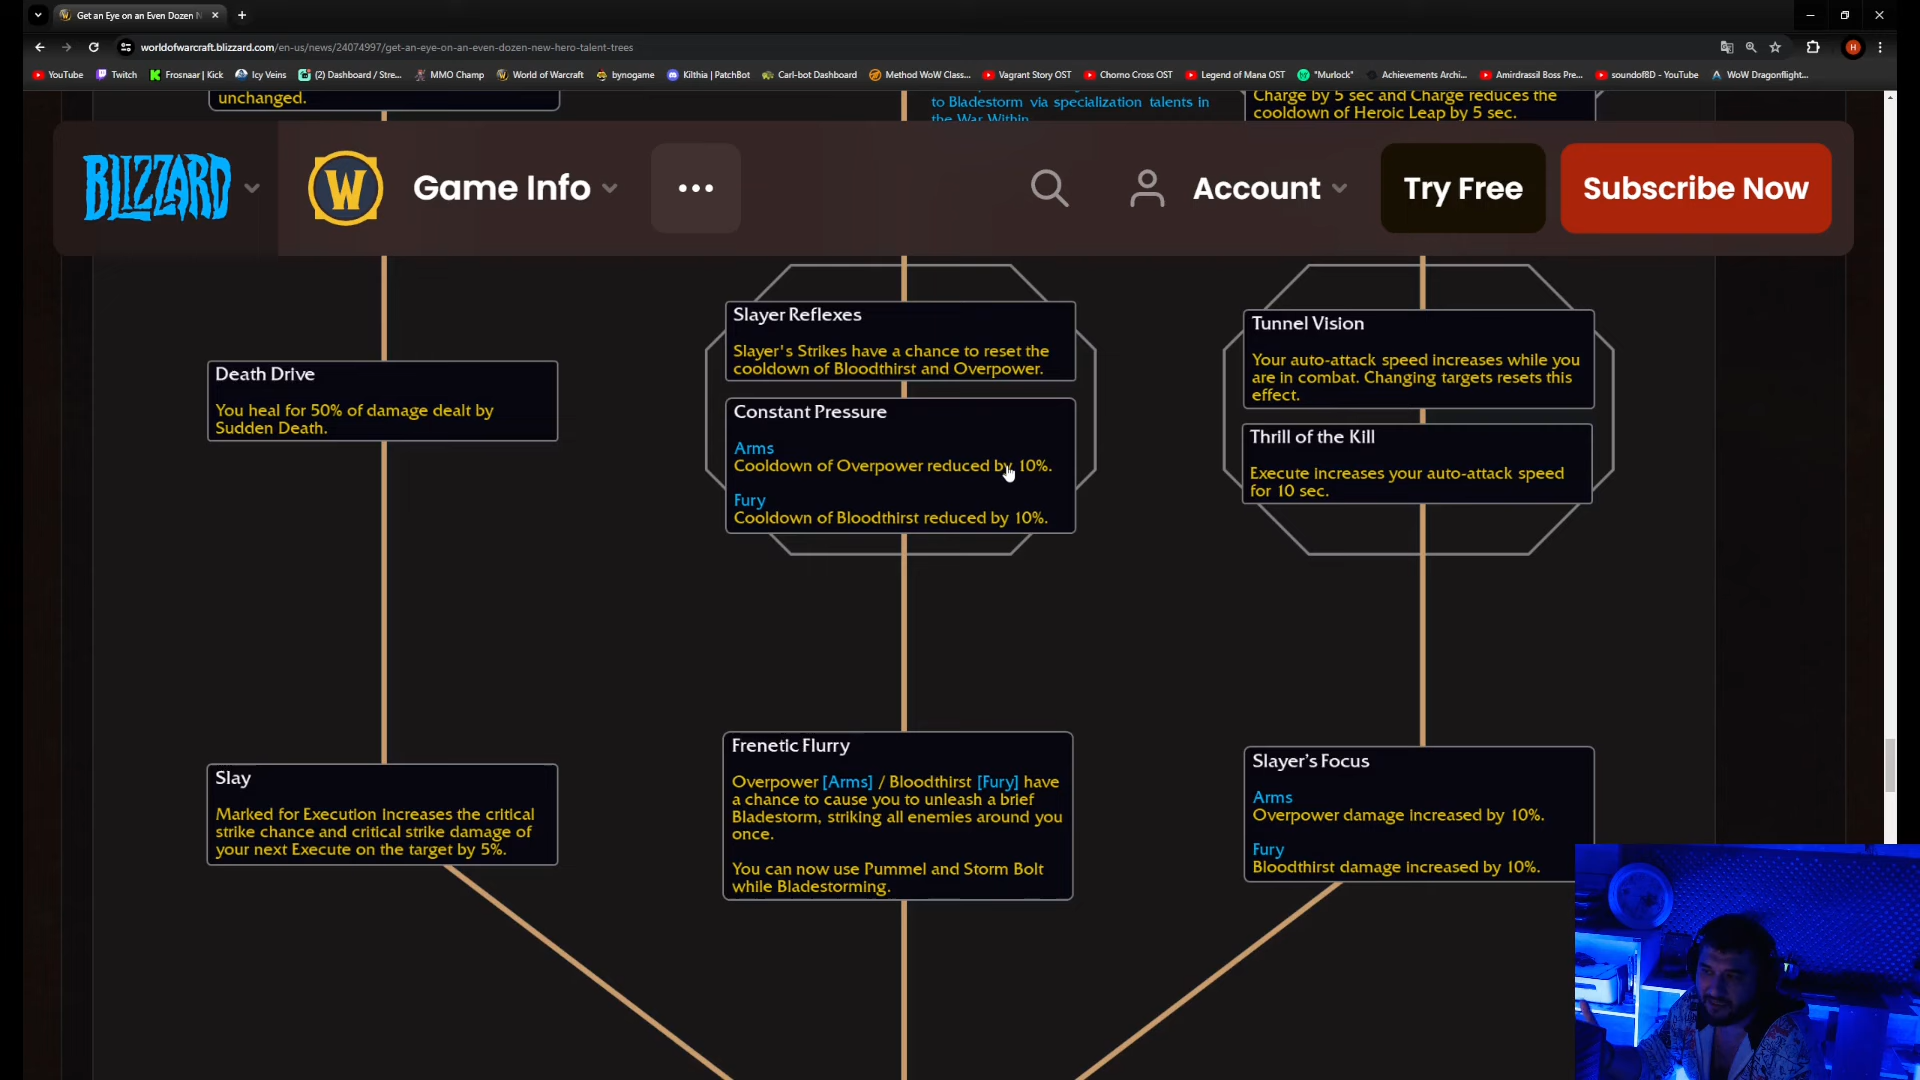 Get an Eye on an Even Dozen N
worldofwarcraft.blizzard.com/en-us/news/24074997/get-an-eye-on-an-even-dozen-new-hero-talent-trees
YouTube
Twitch
Frosnaar | Kick
Icy Veins
(2) Dashboard / Stre...
MMO Champ
World of Warcraft
bynogame
Kilthia | PatchBot
Carl-bot Dashboard
Method WoW Clas...
Vagrant Story OST
Chorno Cross OST
Legend of Mana OST
"Murlock"
Achievements Archi...
Amirdrassil Boss Pre...
soundofBD - YouTube
WoW Dragonflight...
unchanged.
to Bladestorm via specialization talents in
the War Within
Charge by 5 sec and Charge reduces the
cooldown of Heroic Leap by 5 sec.
BLIZZARD
W
Game Info
Account
Try Free
Subscribe Now
Slayer Reflexes
Slayer's Strikes have a chance to reset the
cooldown of Bloodthirst and Overpower.
Tunnel Vision
Your auto-attack speed increases while you
are in combat. Changing targets resets this
effect.
Death Drive
You heal for 50% of damage dealt by
Sudden Death.
Constant Pressure
Arms
Cooldown of Overpower reduced by 10%.
Fury
Cooldown of Bloodthirst reduced by 10%.
Thrill of the Kill
Execute increases your auto-attack speed
for 10 sec.
Slay
Marked for Execution increases the critical
strike chance and critical strike damage of
your next Execute on the target by 5%.
Frenetic Flurry
Overpower [Arms] / Bloodthirst [Fury] have
a chance to cause you to unleash a brief
Bladestorm, striking all enemies around you
once.
You can now use Pummel and Storm Bolt
while Bladestorming.
Slayer's Focus
Arms
Overpower damage increased by 10%.
Fury
Bloodthirst damage increased by 10%.